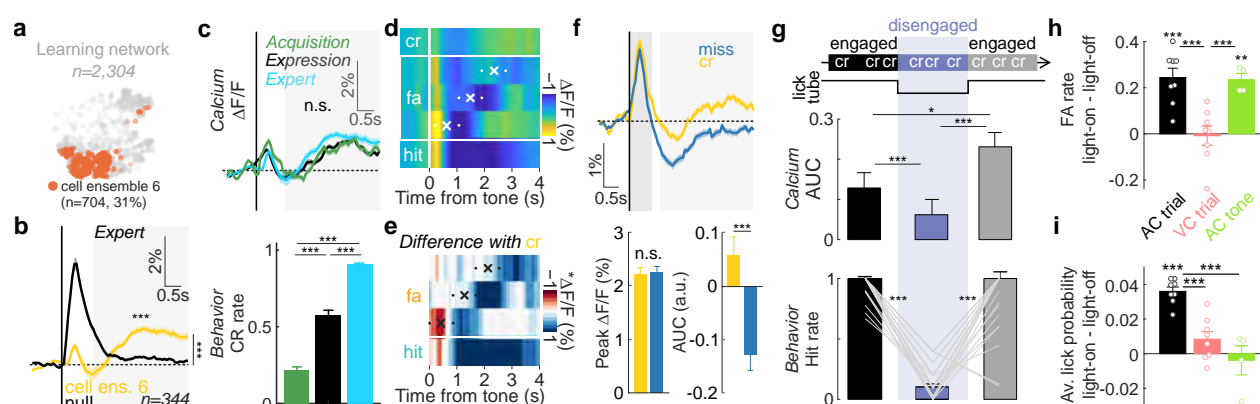 a
Learning network
n=2,304
cell ensemble 6
(n=704, 31%)
b
Expert
2%
0.5s
***
***
cell ens. 6
null
n=344
c
Acquisition
Expression
Expert
Calcium
ΔF/F
n.s.
2%
0.5s
Behavior
CR rate
1
0.5
0
***
***
***
d
cr
fa
hit
0 1 2 3 4
Time from tone (s)
ΔF/F (%)
−1
1
e
Difference with cr
fa
hit
0 1 2 3 4
Time from tone (s)
ΔF/F (%)
−1
1
*
f
miss
cr
1%
0.5s
Peak ΔF/F (%)
3
2
1
0
n.s.
AUC (a.u.)
0.1
0
-0.1
-0.2
***
g
disengaged
engaged
engaged
cr cr cr cr cr cr cr cr cr
lick
tube
Calcium
AUC
0.3
0
*
***
***
Behavior
Hit rate
1
0
***
***
h
FA rate
light-on - light-off
0.4
0.2
0
-0.2
***
***
***
**
AC trial
VC trial
AC tone
i
Av. lick probability
light-on - light-off
0.04
0.02
0
-0.02
***
***
***